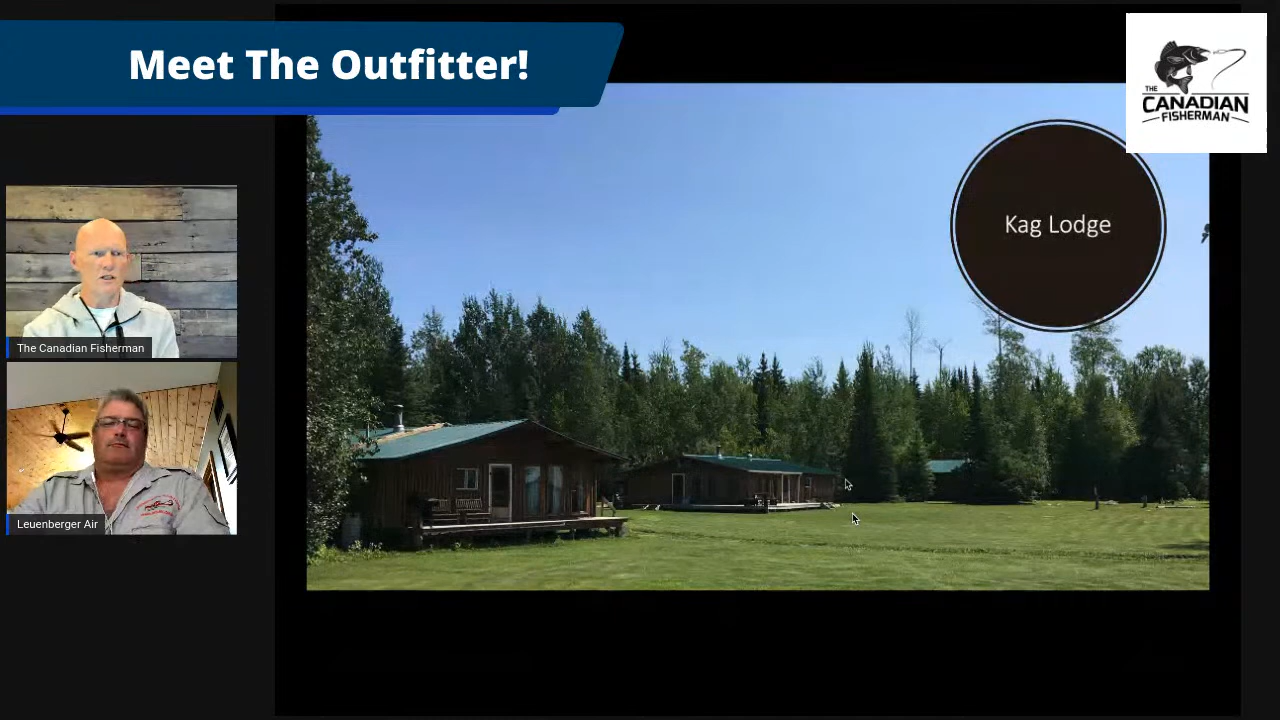 Meet The Outfitter!
THE
CANADIAN
FISHERMAN
Kag Lodge
The Canadian Fisherman
Leuenberger Air